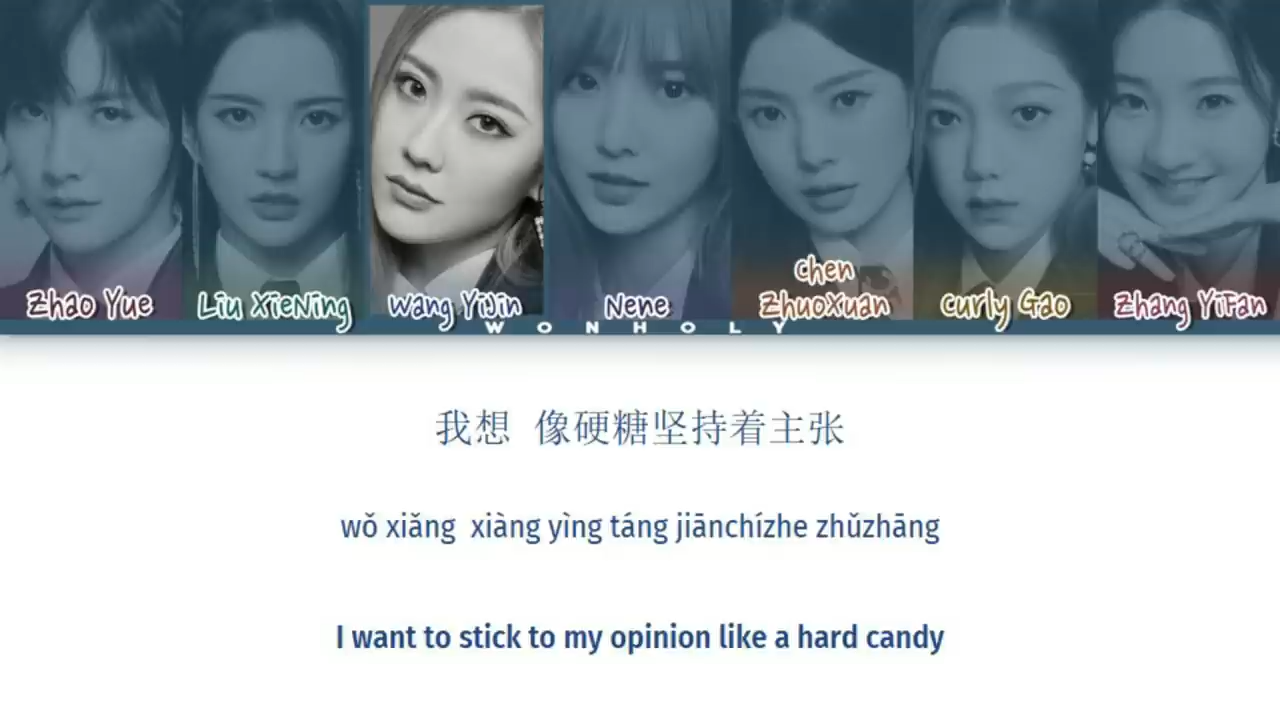 Zhao Yue
Liu XieNing
Wang YiJin
Nene
Chen
ZhuoXuan
Curly Gao
Zhang YiFan
WONHOLY
我想 像硬糖坚持着主张
wǒ xiǎng xiàng yìng táng jiānchízhe zhǔzhāng
I want to stick to my opinion like a hard candy